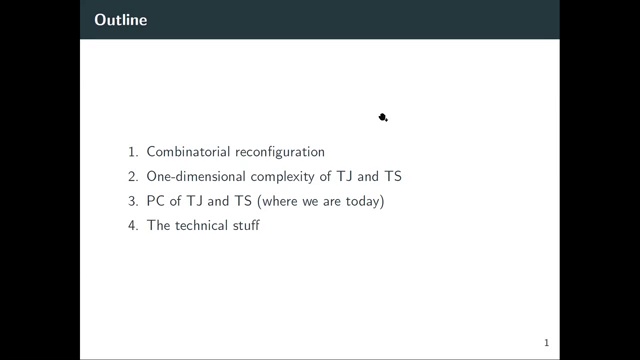 Outline
1. Combinatorial reconfiguration
2. One-dimensional complexity of TJ and TS
3. PC of TJ and TS (where we are today)
4. The technical stuff
1